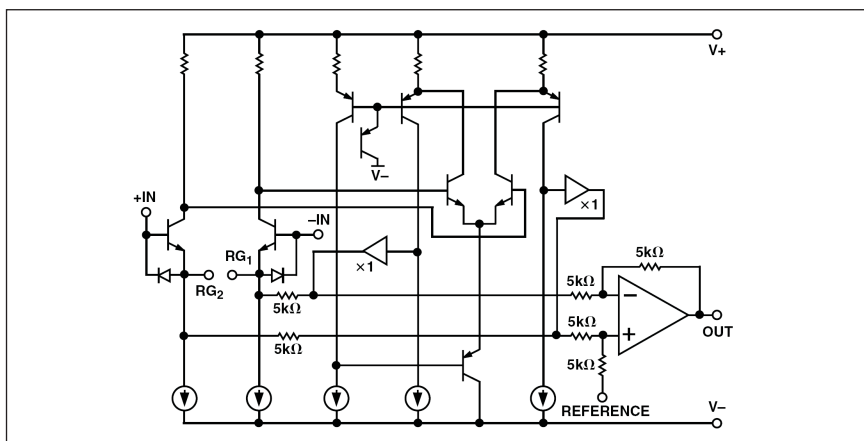 V+
V–
+IN
–IN
×1
RG1
×1
RG2
5kΩ
5kΩ
5kΩ
5kΩ
5kΩ
–
+
OUT
5kΩ
REFERENCE
V–